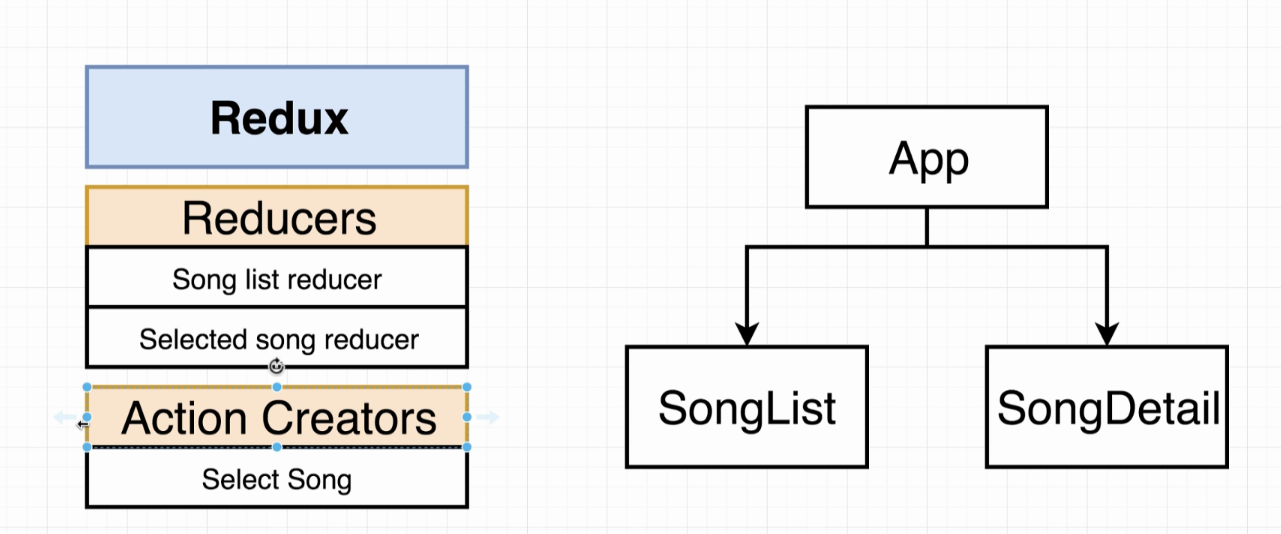 Redux
Reducers
Song list reducer
Selected song reducer
Action Creators
Select Song
App
SongList
SongDetail